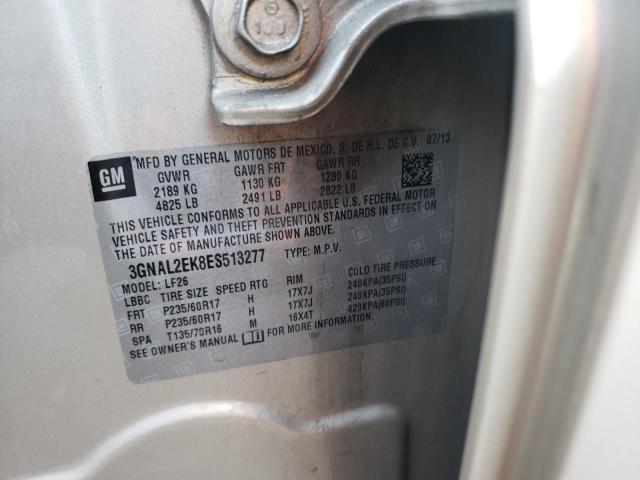 100
GM
MFD BY GENERAL MOTORS DE MEXICO, S. DE R.L. DE C.V. 07/13
GVWR GAWR FRT GAWR RR
2189 KG 1130 KG 1280 KG
4825 LB 2491 LB 2822 LB
THIS VEHICLE CONFORMS TO ALL APPLICABLE U.S. FEDERAL MOTOR
VEHICLE SAFETY AND THEFT PREVENTION STANDARDS IN EFFECT ON
THE DATE OF MANUFACTURE SHOWN ABOVE.
3GNAL2EK8ES513277 TYPE: M.P.V.
MODEL: LF26
LBBC TIRE SIZE SPEED RTG RIM COLD TIRE PRESSURE
FRT P235/60R17 H 17X7J 240KPA(35PSI)
RR P235/60R17 H 17X7J 240KPA(35PSI)
SPA T135/70R16 M 16X4T 420KPA(60PSI)
SEE OWNER'S MANUAL